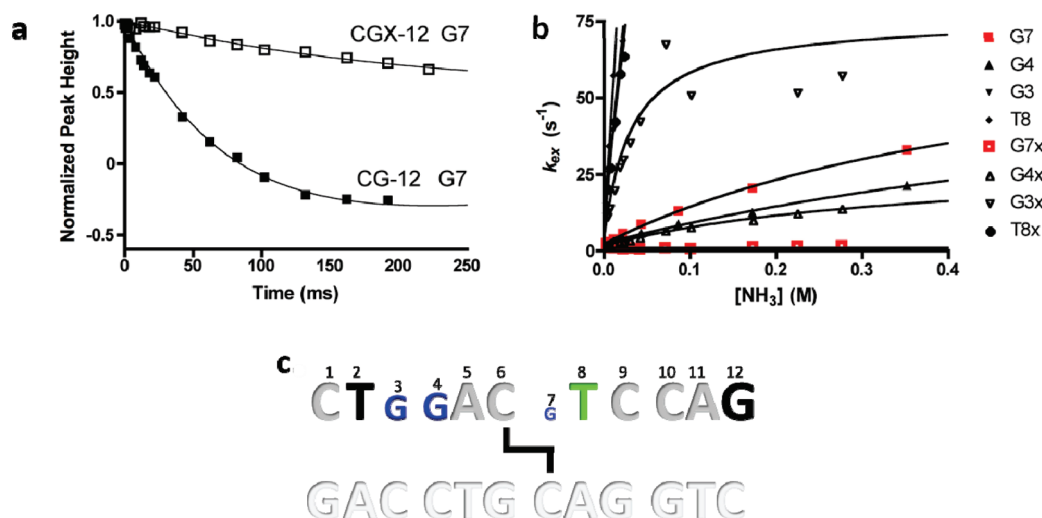 a
Normalized Peak Height
1.0
0.5
0
-0.5
CGX-12 G7
CG-12 G7
0 50 100 150 200 250
Time (ms)
b
kex (s⁻¹)
75
50
25
0
0.0 0.1 0.2 0.3 0.4
[NH3] (M)
G7
G4
G3
T8
G7x
G4x
G3x
T8x
c
1 2 3 4 5 6 7 8 9 10 11 12
C T G G A C G T C C A G
GAC CTG CAG GTC